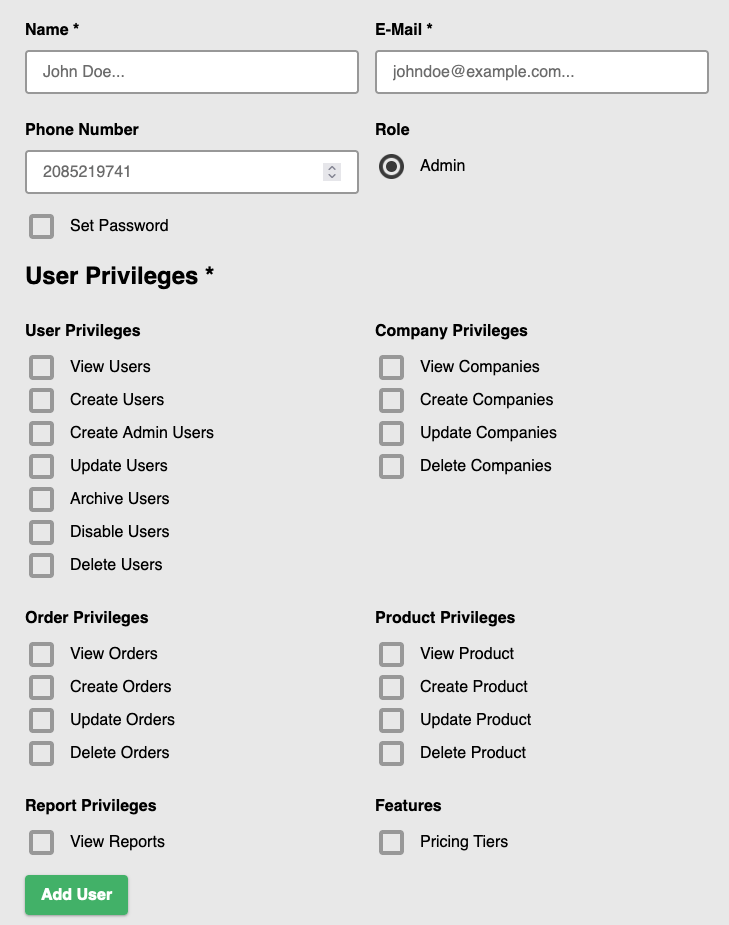 Name *
E-Mail *
John Doe...
johndoe@example.com...
Phone Number
Role
2085219741
Admin
Set Password
User Privileges *
User Privileges
View Users
Create Users
Create Admin Users
Update Users
Archive Users
Disable Users
Delete Users
Company Privileges
View Companies
Create Companies
Update Companies
Delete Companies
Order Privileges
View Orders
Create Orders
Update Orders
Delete Orders
Product Privileges
View Product
Create Product
Update Product
Delete Product
Report Privileges
View Reports
Features
Pricing Tiers
Add User